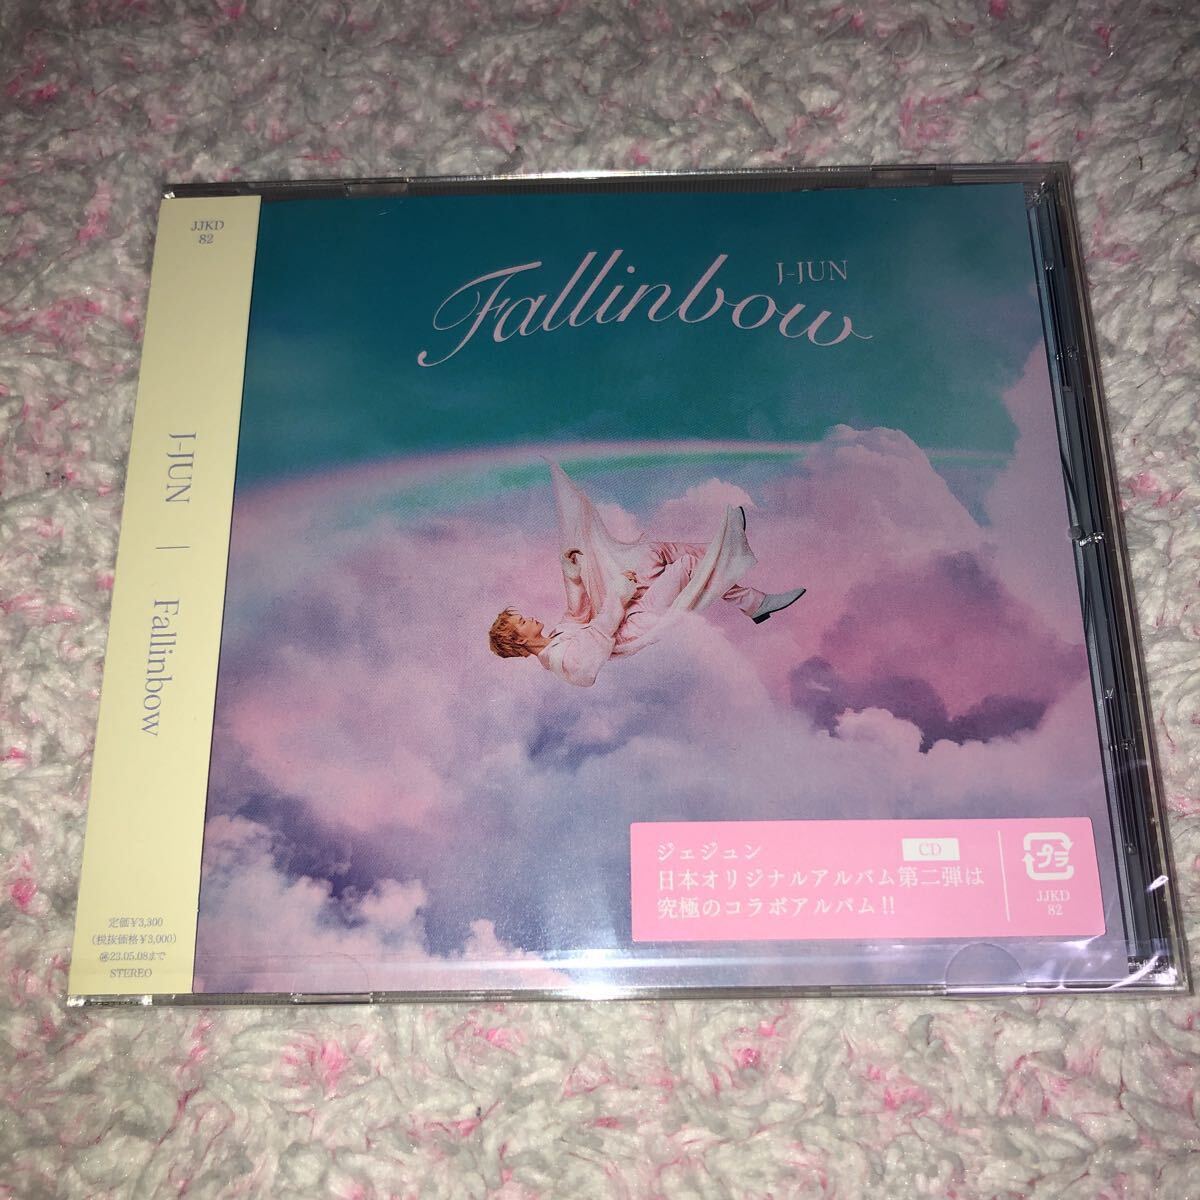 JJKD
82
J-JUN | Fallinbow
定価¥3,300
(税抜価格¥3,000)
㊢23.05.08まで
STEREO
J-JUN
Fallinbow
ジェジュン
CD
日本オリジナルアルバム第二弾は
究極のコラボアルバム!!
プラ
JJKD
82